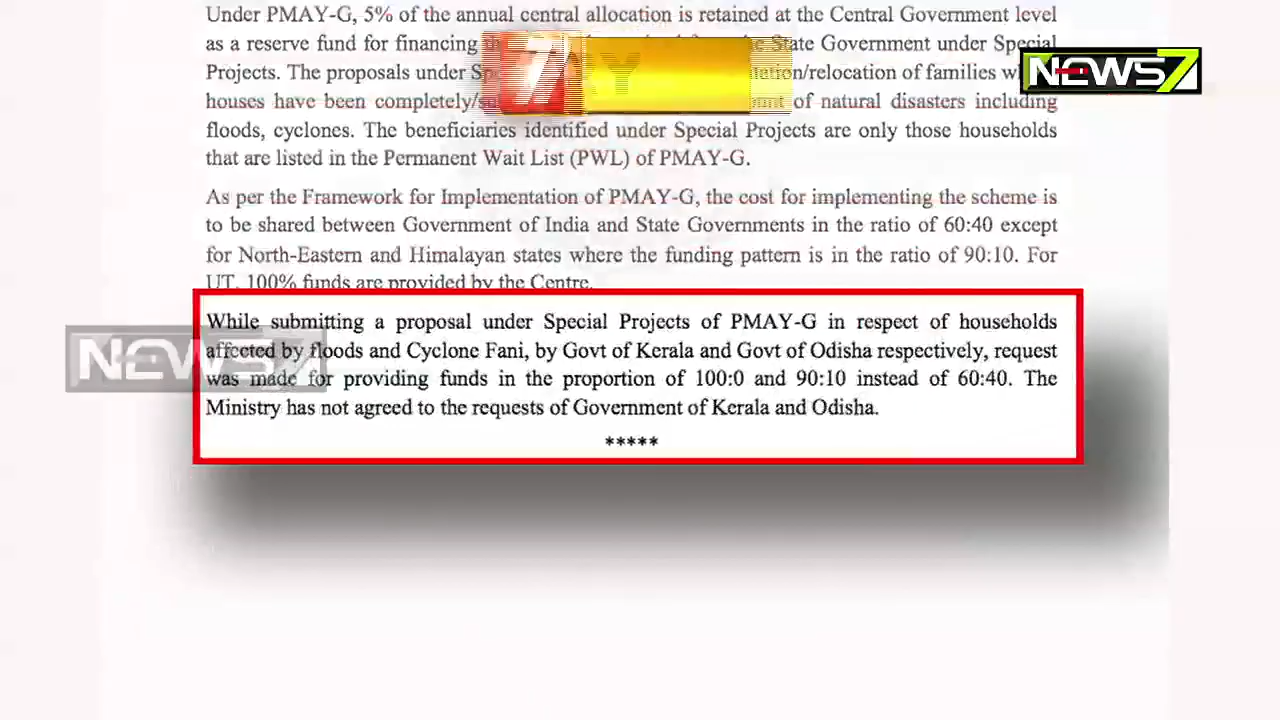 Under PMAY-G, 5% of the annual central allocation is retained at the Central Government level
as a reserve fund for financing State Government under Special
Projects. The proposals under of families
houses have been of natural disasters including
floods, cyclones. The beneficiaries identified under Special Projects are only those households
that are listed in the Permanent Wait List (PWL) of PMAY-G.
As per the Framework for Implementation of PMAY-G, the cost for implementing the scheme is
to be shared between Government of India and State Governments in the ratio of 60:40 except
for North-Eastern and Himalayan states where the funding pattern is in the ratio of 90:10. For
UT, 100% funds are provided by the Centre.
While submitting a proposal under Special Projects of PMAY-G in respect of households
affected by floods and Cyclone Fani, by Govt of Kerala and Govt of Odisha respectively, request
was made for providing funds in the proportion of 100:0 and 90:10 instead of 60:40. The
Ministry has not agreed to the requests of Government of Kerala and Odisha.
*****
7
NEWS7
NEWS7